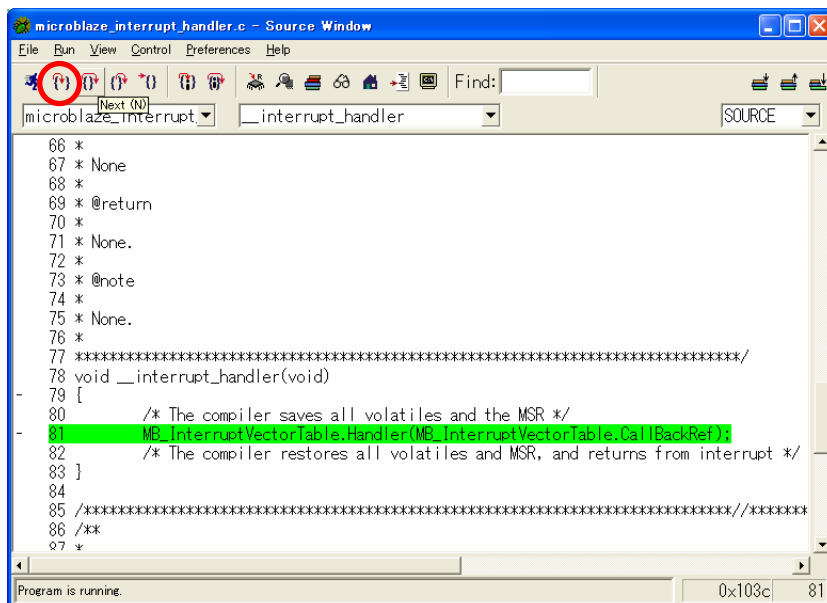 microblaze_interrupt_handler.c - Source Window
File Run View Control Preferences Help
Find:
Next (N)
microblaze_interrupt. __interrupt_handler SOURCE
66 *
67 * None
68 *
69 * @return
70 *
71 * None.
72 *
73 * @note
74 *
75 * None.
76 *
77 ******************************************************************************/
78 void __interrupt_handler(void)
- 79 {
80 /* The compiler saves all volatiles and the MSR */
- 81 MB_InterruptVectorTable.Handler(MB_InterruptVectorTable.CallBackRef);
82 /* The compiler restores all volatiles and MSR, and returns from interrupt */
83 }
84
85 /*****************************************************************************//*******
86 /**
87 *
Program is running. 0x103c 81